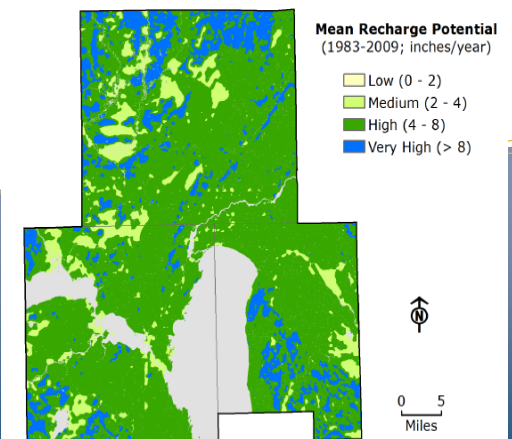 Mean Recharge Potential
(1983-2009; inches/year)
Low (0 - 2)
Medium (2 - 4)
High (4 - 8)
Very High (> 8)
N
0 5
Miles